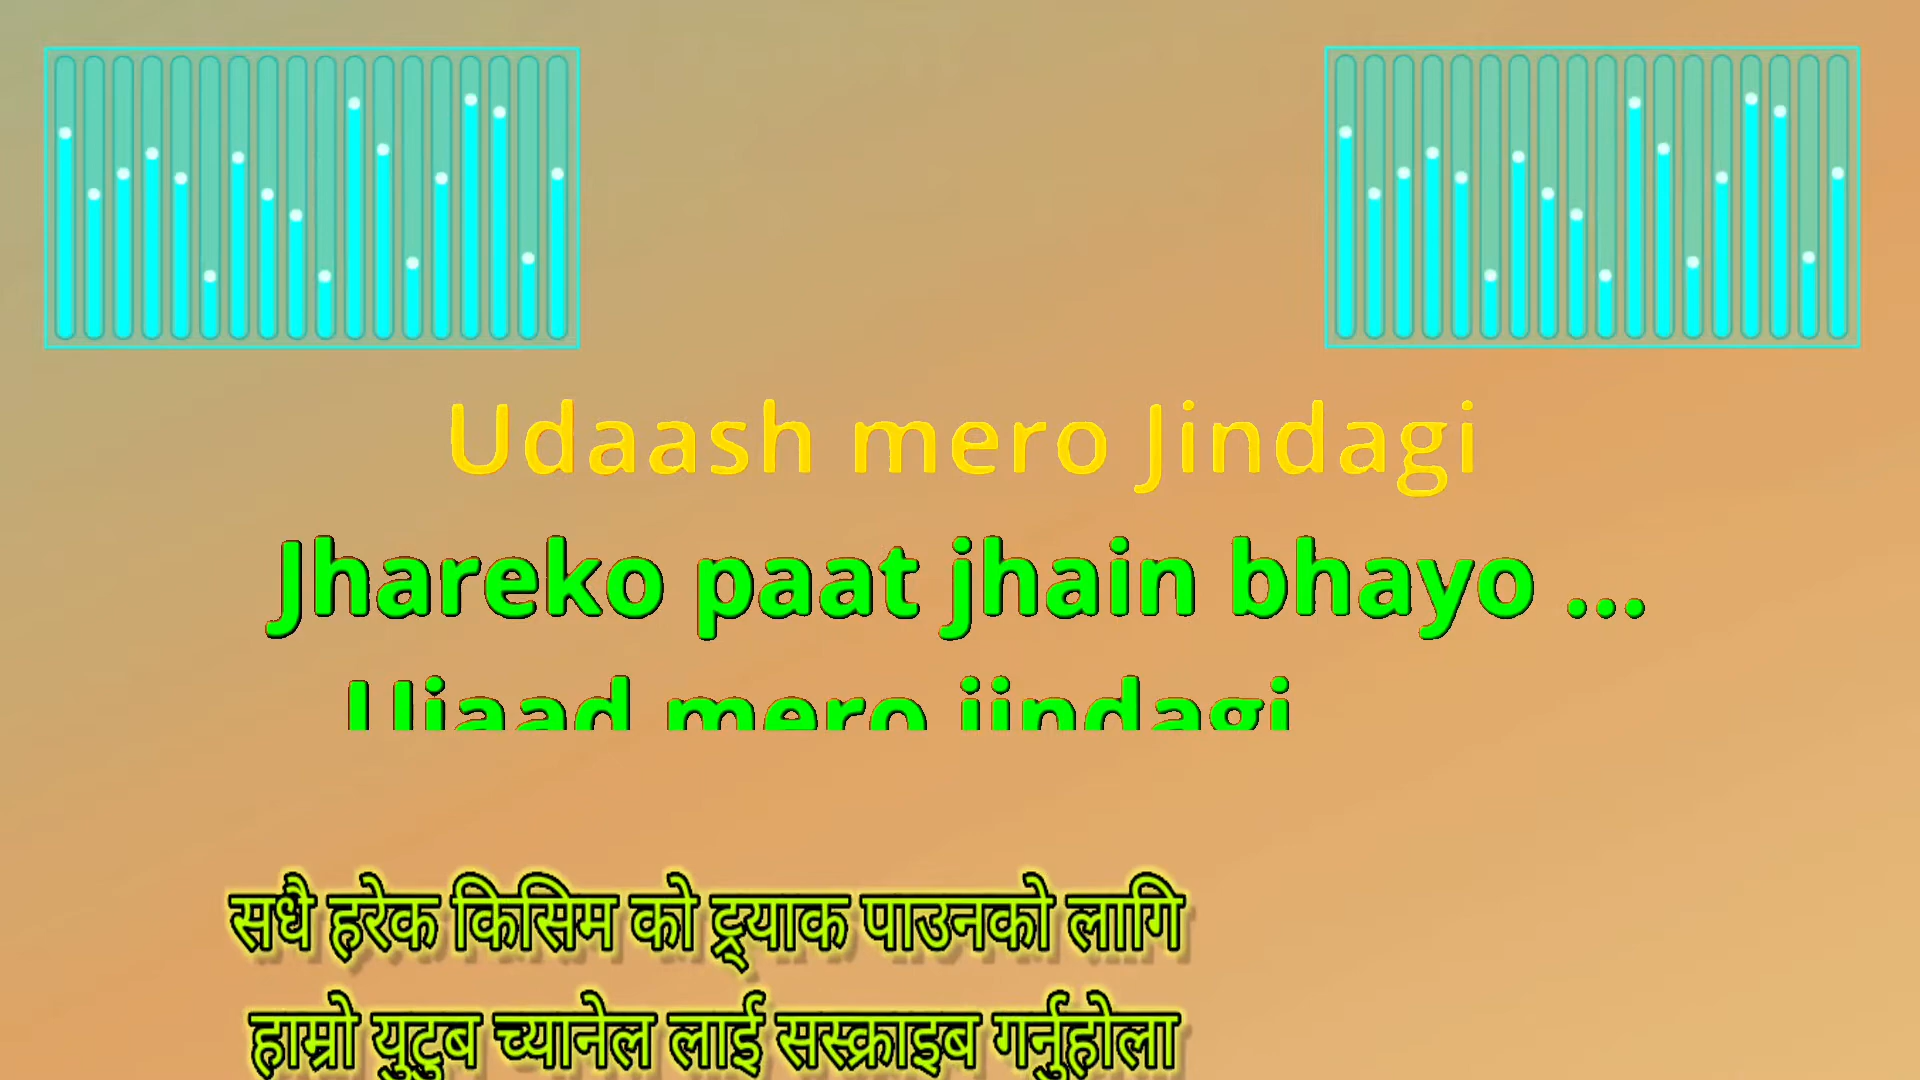 Udaash mero Jindagi
Jhareko paat jhain bhayo ...
Ujaad mero jindagi
सधै हरेक किसिम को ट्र्याक पाउनको लागि
हाम्रो युटुब च्यानेल लाई सस्क्राइब गर्नुहोला